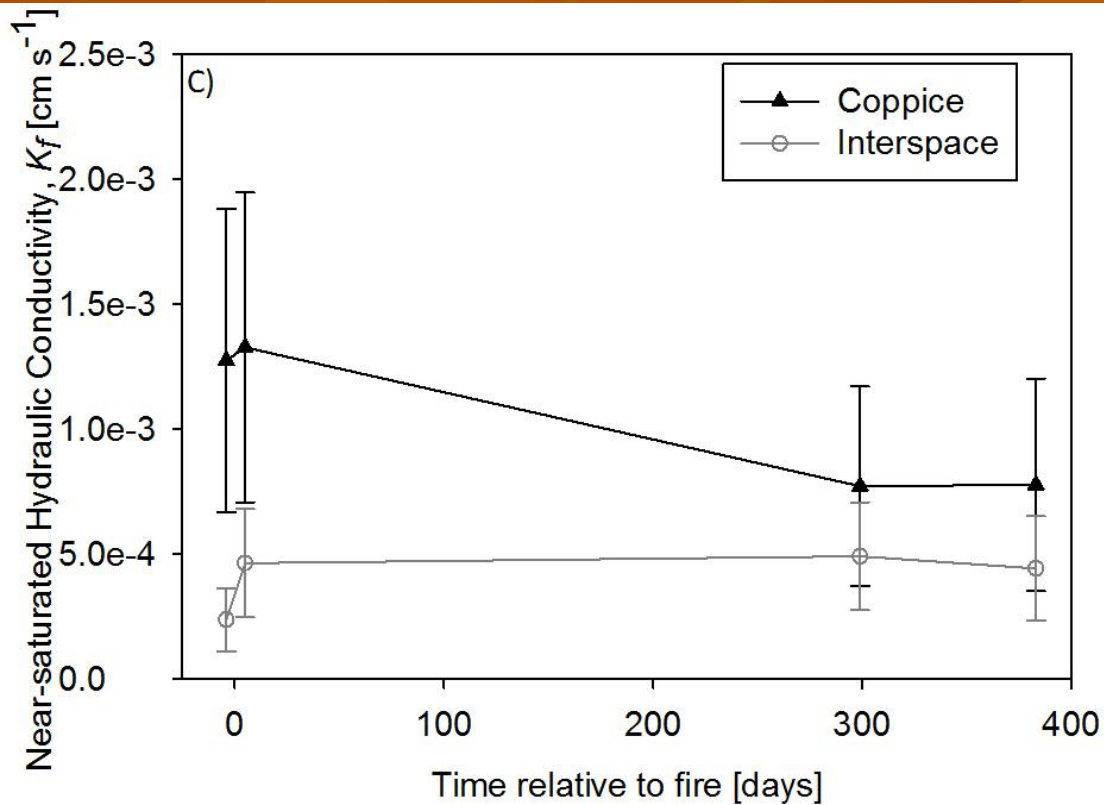 Near-saturated Hydraulic Conductivity, Kf [cm s-1]
2.5e-3
2.0e-3
1.5e-3
1.0e-3
5.0e-4
0.0
C)
Coppice
Interspace
0 100 200 300 400
Time relative to fire [days]